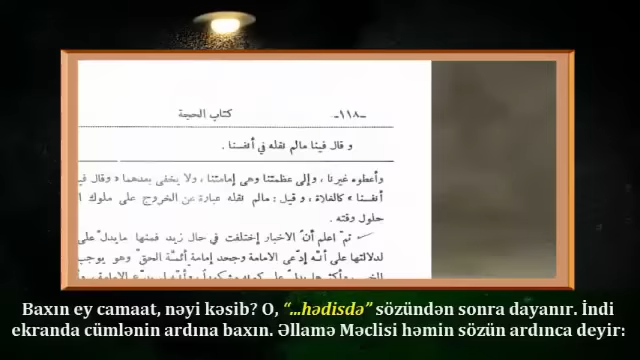 -١١٨- كتاب الحجة
و قال فينا مالم نقله في أنفسنا .
وأعطوه غيرنا ، وإلى عظمتنا وهى إمامتنا ، ولا يخفى بعدهما « وقال في
أنفسنا » كالغلاة ، و قيل : مالم نقله عبارة عن الخروج على ملوك ا
حلول وقته .
ثم اعلم أن الاخبار إختلفت في حال زيد فمنها مايدل على
لدلالتها على أنه إدعى الامامة وجحد إمامة أئمة الحق وهو يوجب
Baxın ey camaat, nəyi kəsib? O, “...hədisdə” sözündən sonra dayanır. İndi
ekranda cümlənin ardına baxın. Əllamə Məclisi həmin sözün ardınca deyir: